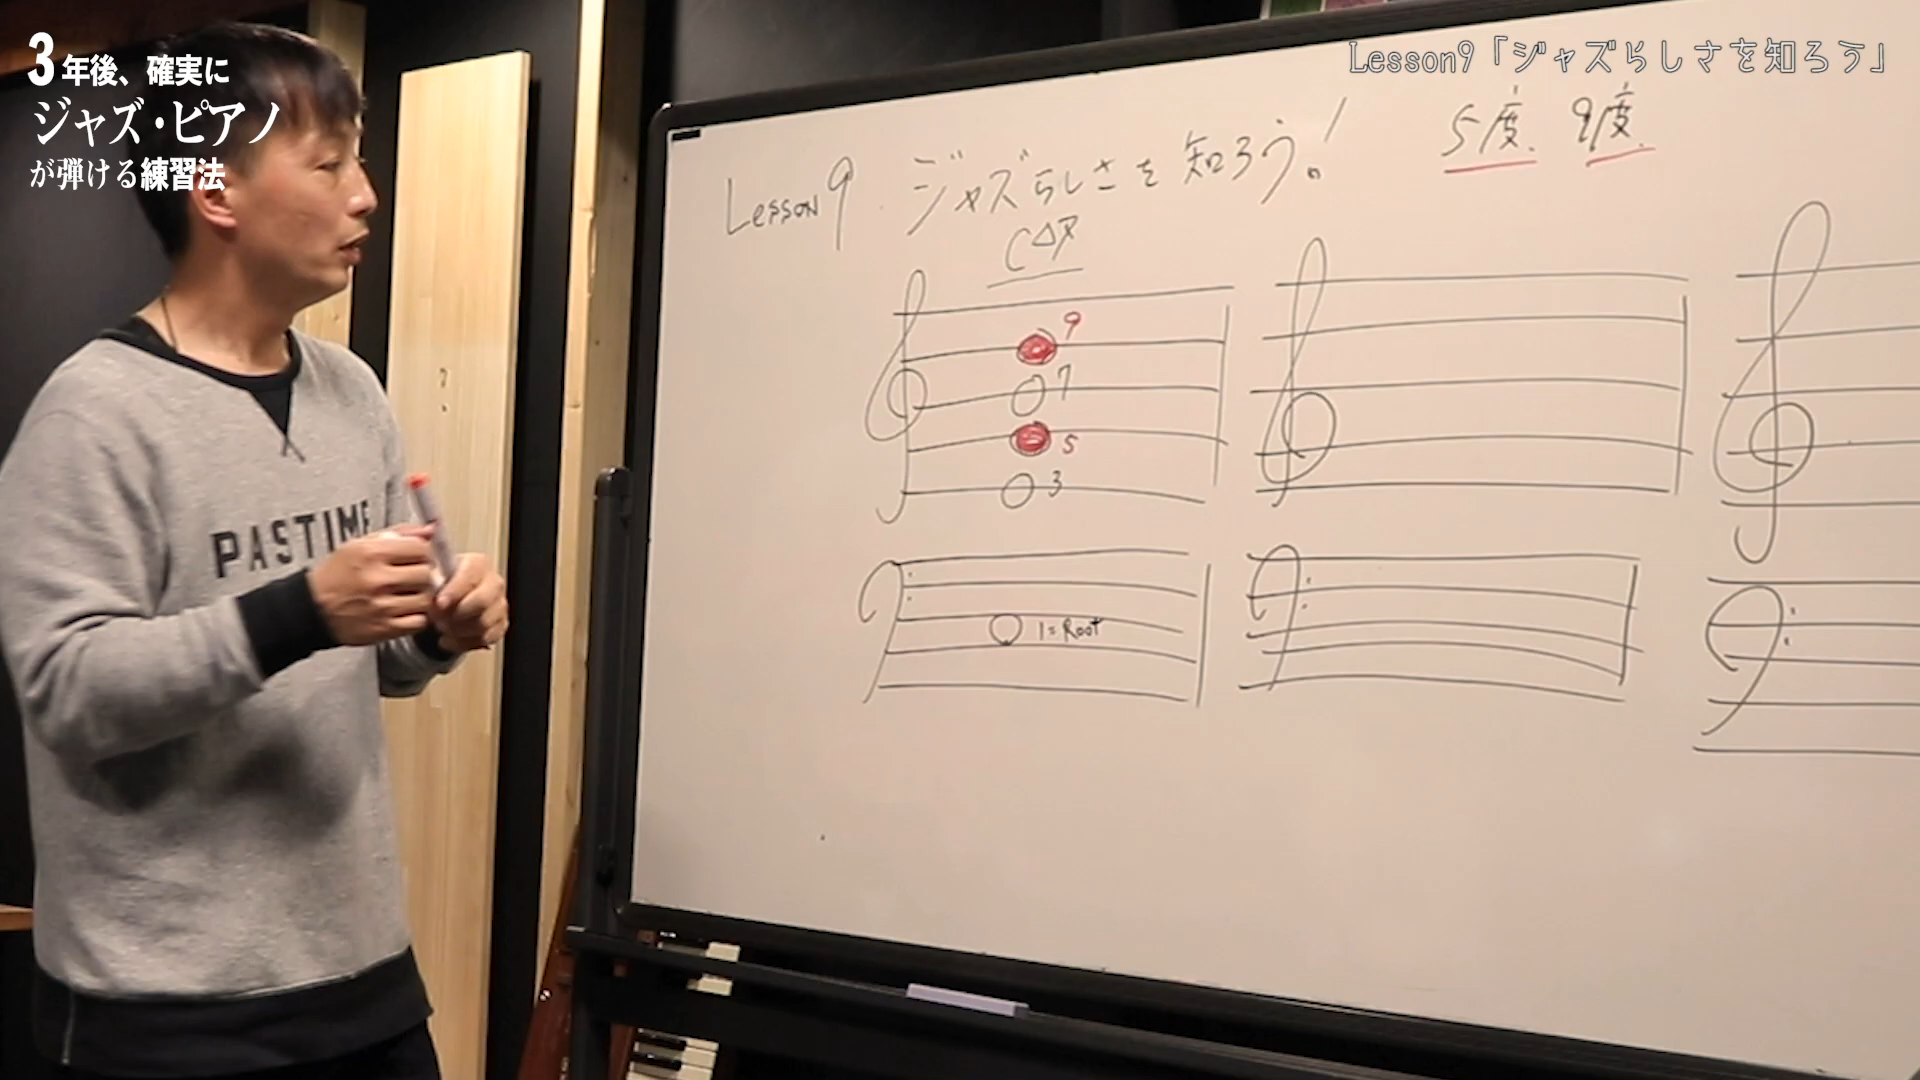 3年後、確実に
ジャズ・ピアノ
が弾ける練習法
Lesson9「ジャズらしさを知ろう」
5度. 9度.
Lesson9. ジャズらしさを知ろう。!
C△7
9
7
5
3
1=Root
PASTIME